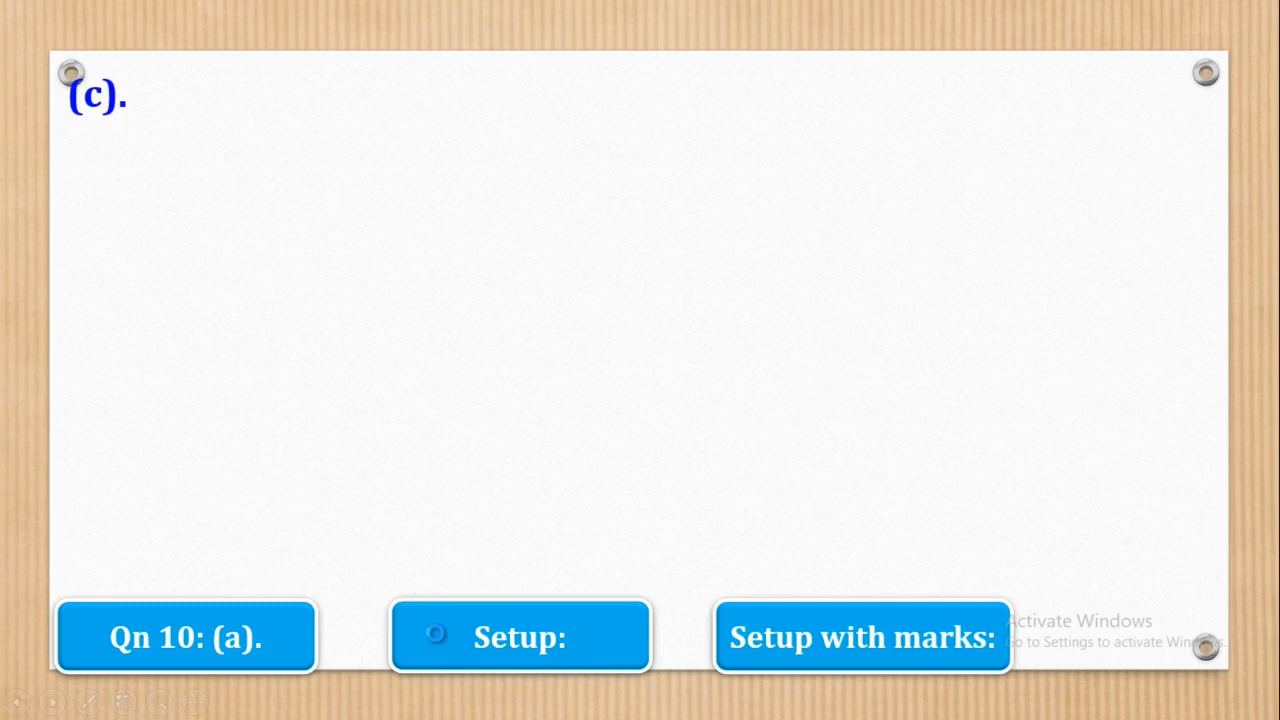 (c).
Qn 10: (a).
Setup:
Setup with marks:
Activate Windows
Go to Settings to activate Windows.